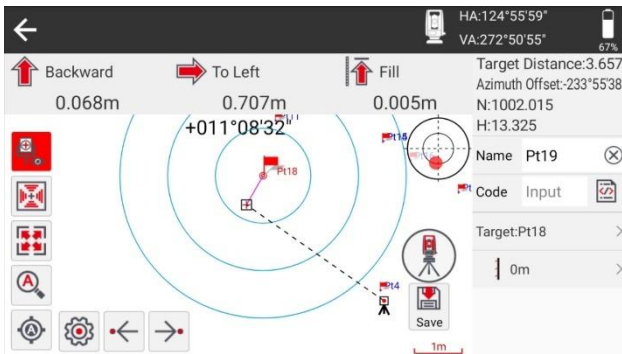 HA:124°55'59"
VA:272°50'55"
67%
Backward
To Left
Fill
0.068m
0.707m
0.005m
Target Distance:3.657
Azimuth Offset:-233°55'38
N:1002.015
H:13.325
+011°08'32"
Pt18
Pt4
Pt
Name
Pt19
Code
Input
Target:Pt18
0m
Save
1m